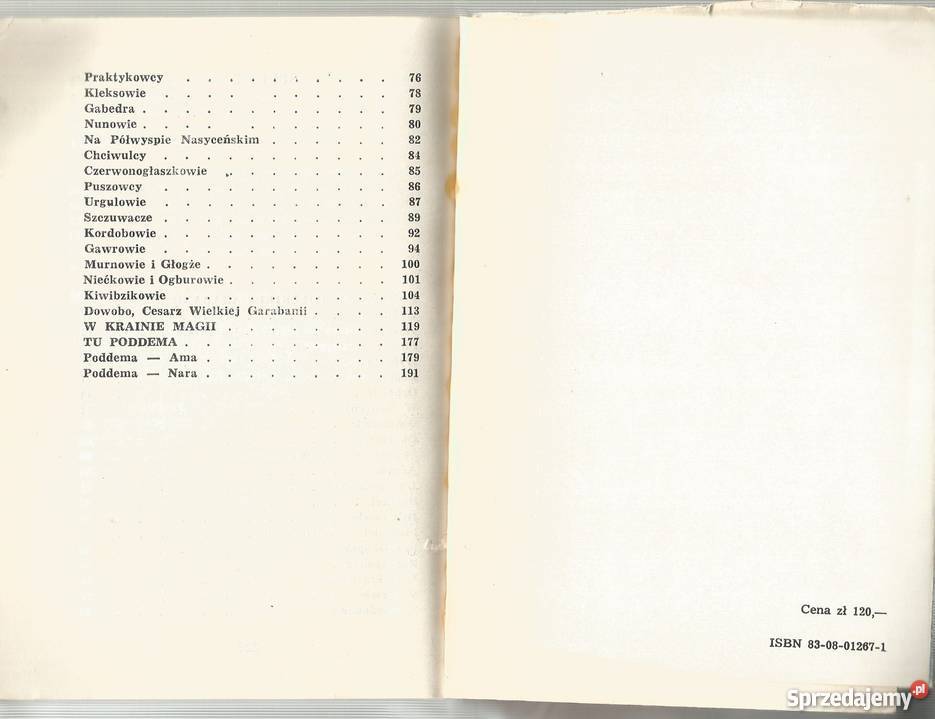 Praktykowcy . . . . . . . . . . 76
Kleksowie . . . . . . . . . . 78
Gabedra . . . . . . . . . . . 79
Nunowie . . . . . . . . . . . 80
Na Półwyspie Nasyceńskim . . . . . . 82
Chciwulcy . . . . . . . . . . 84
Czerwonogłaszkowie . . . . . . . . 85
Puszowcy . . . . . . . . . . 86
Urgulowie . . . . . . . . . . 87
Szczuwacze . . . . . . . . . . 89
Kordobowie . . . . . . . . . . 92
Gawrowie . . . . . . . . . . 94
Murnowie i Głogże . . . . . . . . . 100
Niećkowie i Ogburowie . . . . . . . . 101
Kiwibzikowie . . . . . . . . . . 104
Dowobo, Cesarz Wielkiej Garabanii . . . . 113
W KRAINIE MAGII . . . . . . . . 119
TU PODDEMA . . . . . . . . . . 177
Poddema — Ama . . . . . . . . . 179
Poddema — Nara . . . . . . . . . 191
Cena zł 120,—
ISBN 83-08-01267-1
Sprzedajemy.pl